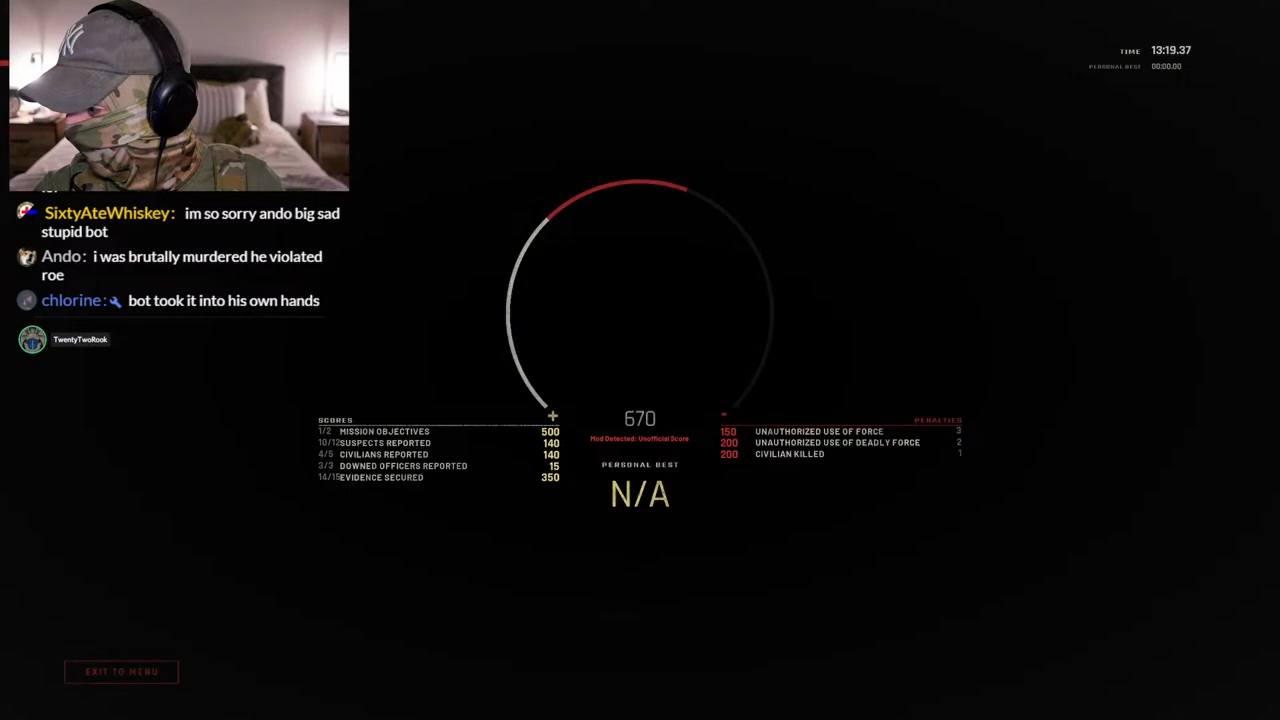 TIME 13:19.37
PERSONAL BEST 00:00.00
SixtyAteWhiskey: im so sorry ando big sad
stupid bot
Ando: i was brutally murdered he violated
roe
chlorine: bot took it into his own hands
TwentyTwoRook
+
-
670
Mod Detected: Unofficial Score
PERSONAL BEST
N/A
SCORES
1/2 MISSION OBJECTIVES 500
10/12 SUSPECTS REPORTED 140
4/5 CIVILIANS REPORTED 140
3/3 DOWNED OFFICERS REPORTED 15
14/15 EVIDENCE SECURED 350
PENALTIES
150 UNAUTHORIZED USE OF FORCE 3
200 UNAUTHORIZED USE OF DEADLY FORCE 2
200 CIVILIAN KILLED 1
EXIT TO MENU